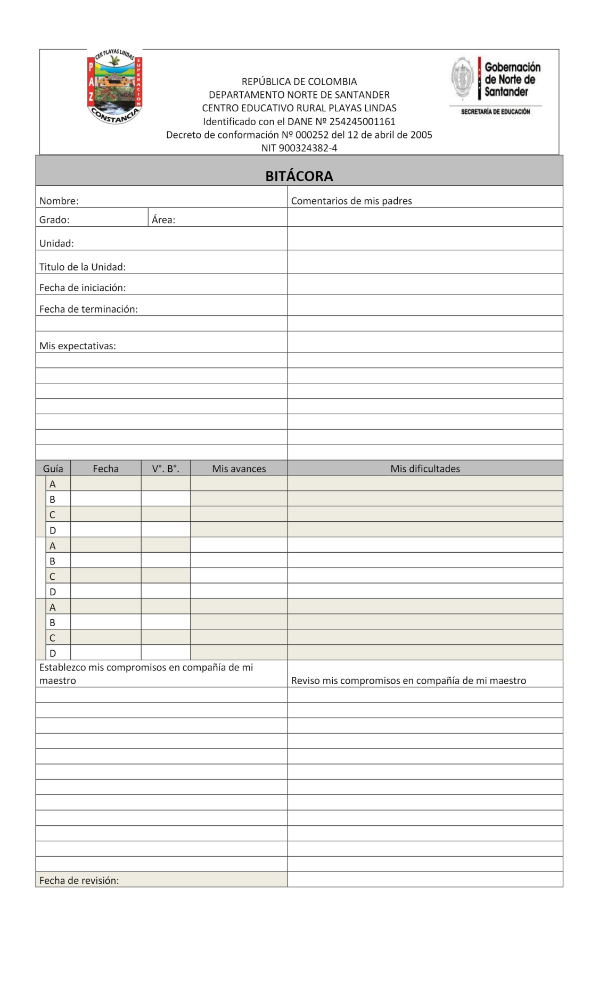 CER PLAYAS LINDAS
PAZ
SUPERACION
CONSTANCIA
Gobernación
de Norte de
Santander
SECRETARÍA DE EDUCACIÓN
REPÚBLICA DE COLOMBIA
DEPARTAMENTO NORTE DE SANTANDER
CENTRO EDUCATIVO RURAL PLAYAS LINDAS
Identificado con el DANE Nº 254245001161
Decreto de conformación Nº 000252 del 12 de abril de 2005
NIT 900324382-4
BITÁCORA
Nombre: Comentarios de mis padres
Grado: Área:
Unidad:
Titulo de la Unidad:
Fecha de iniciación:
Fecha de terminación:
Mis expectativas:
Guía Fecha V°. B°. Mis avances Mis dificultades
A
B
C
D
A
B
C
D
A
B
C
D
Establezco mis compromisos en compañía de mi
maestro Reviso mis compromisos en compañía de mi maestro
Fecha de revisión: